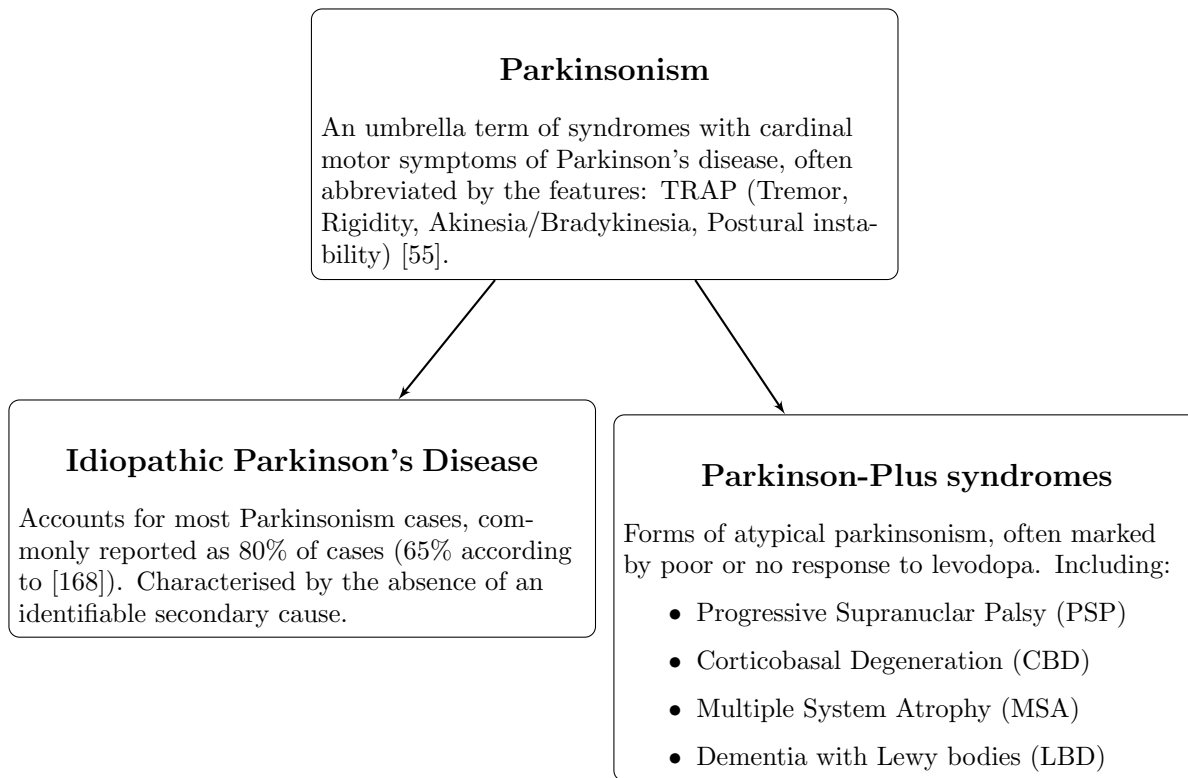 Parkinsonism
An umbrella term of syndromes with cardinal
motor symptoms of Parkinson's disease, often
abbreviated by the features: TRAP (Tremor,
Rigidity, Akinesia/Bradykinesia, Postural insta-
bility) [55].
Idiopathic Parkinson's Disease
Accounts for most Parkinsonism cases, com-
monly reported as 80% of cases (65% according
to [168]). Characterised by the absence of an
identifiable secondary cause.
Parkinson-Plus syndromes
Forms of atypical parkinsonism, often marked
by poor or no response to levodopa. Including:
• Progressive Supranuclar Palsy (PSP)
• Corticobasal Degeneration (CBD)
• Multiple System Atrophy (MSA)
• Dementia with Lewy bodies (LBD)